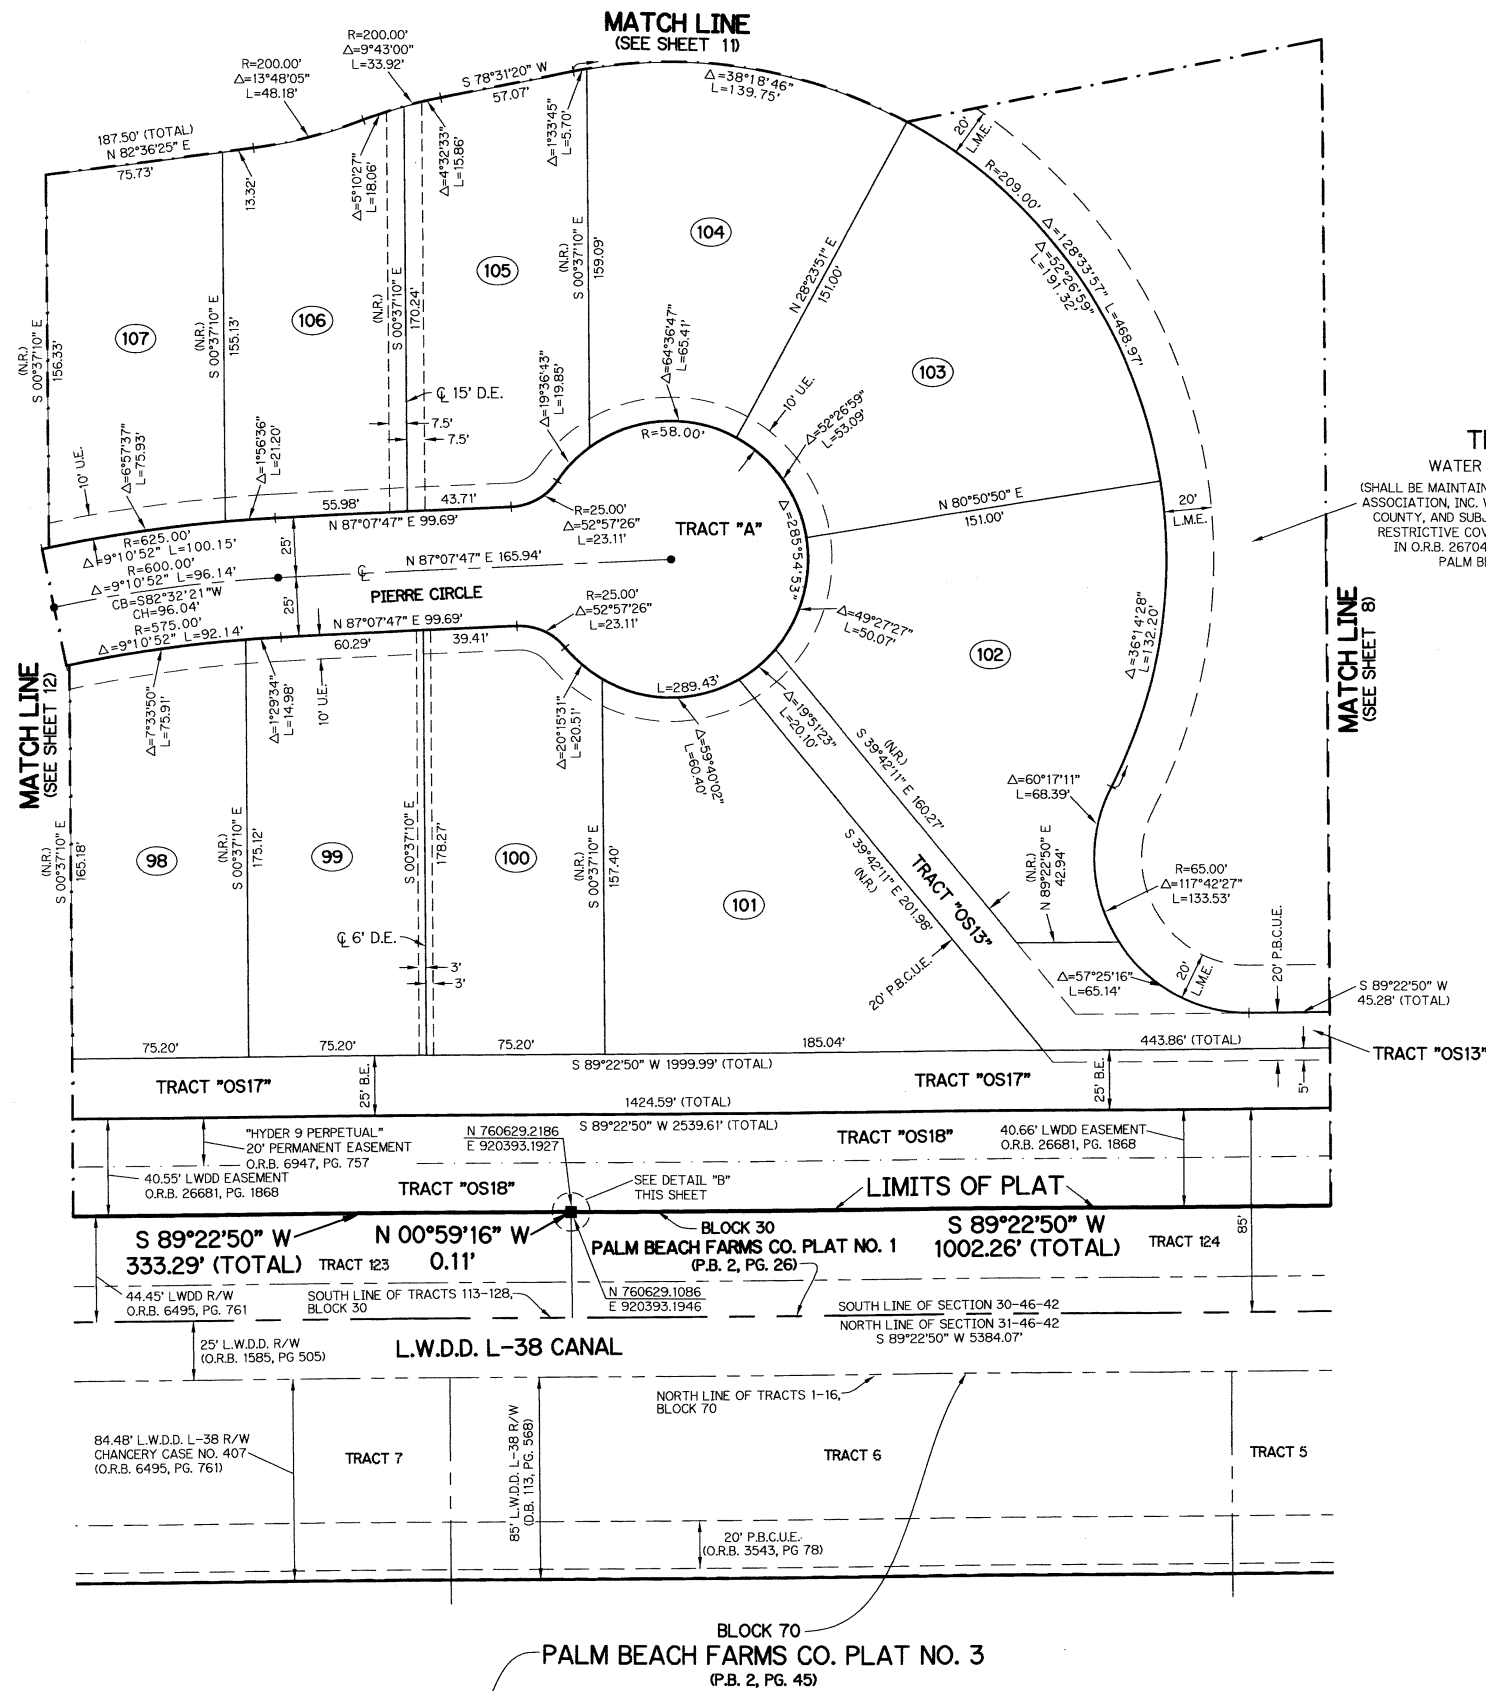 MATCH LINE
(SEE SHEET 11)
R=200.00'
△=9°43'00"
L=33.92'
R=200.00'
△=13°48'05"
L=48.18'
S 78°31'20" W
57.07'
△=38°18'46"
L=139.75'
187.50' (TOTAL)
N 82°36'25" E
75.73'
13.32'
△=5°10'27"
L=18.06'
△=4°32'33"
L=15.86'
△=1°33'45"
L=5.70'
20'
L.M.E.
R=209.00' △=128°33'57" L=468.97'
△=52°26'59"
L=191.32'
(N.R.)
S 00°37'10" E
156.33'
107
(N.R.)
S 00°37'10" E
155.13'
106
(N.R.)
S 00°37'10" E
170.24'
105
(N.R.)
S 00°37'10" E
159.09'
104
N 28°23'51" E
151.00'
103
℄ 15' D.E.
7.5'
7.5'
△=19°36'43"
L=19.85'
△=64°36'47"
L=65.41'
10' U.E.
△=52°26'59"
L=53.09'
10' U.E.
△=6°57'37"
L=75.93'
△=1°56'36"
L=21.20'
R=58.00'
55.98'
43.71'
N 87°07'47" E 99.69'
R=25.00'
△=52°57'26"
L=23.11'
TRACT "A"
△=285°54'53"
N 80°50'50" E
151.00'
20'
L.M.E.
WATER
(SHALL BE MAINTAIN
ASSOCIATION, INC.
COUNTY, AND SUBJ
RESTRICTIVE COV
IN O.R.B. 26704
PALM BE
R=625.00'
△=9°10'52" L=100.15'
R=600.00'
△=9°10'52" L=96.14'
CB=S82°32'21"W
CH=96.04'
R=575.00'
△=9°10'52" L=92.14'
25'
25'
℄
N 87°07'47" E 165.94'
PIERRE CIRCLE
N 87°07'47" E 99.69'
60.29'
39.41'
R=25.00'
△=52°57'26"
L=23.11'
△=49°27'27"
L=50.07'
△=36°14'28"
L=132.20'
102
MATCH LINE
(SEE SHEET 8)
MATCH LINE
(SEE SHEET 12)
△=7°33'50"
L=75.91'
△=1°29'34"
L=14.98'
10' U.E.
△=20°15'31"
L=20.51'
L=289.43'
△=59°40'02"
L=60.40'
△=19°51'23"
L=20.10'
(N.R.)
S 39°42'11" E 160.27'
S 39°42'11" E 201.98'
(N.R.)
TRACT "OS13"
△=60°17'11"
L=68.39'
(N.R.)
N 89°22'50" E
42.94'
R=65.00'
△=117°42'27"
L=133.53'
(N.R.)
S 00°37'10" E
165.18'
98
(N.R.)
S 00°37'10" E
175.12'
99
(N.R.)
S 00°37'10" E
178.27'
100
(N.R.)
S 00°37'10" E
157.40'
101
℄ 6' D.E.
3'
3'
20' P.B.C.U.E.
△=57°25'16"
L=65.14'
20'
L.M.E.
20' P.B.C.U.E.
S 89°22'50" W
45.28' (TOTAL)
75.20'
75.20'
75.20'
185.04'
443.86' (TOTAL)
TRACT "OS13"
S 89°22'50" W 1999.99' (TOTAL)
TRACT "OS17"
25' B.E.
TRACT "OS17"
25' B.E.
5'
1424.59' (TOTAL)
S 89°22'50" W 2539.61' (TOTAL)
"HYDER 9 PERPETUAL"
20' PERMANENT EASEMENT
O.R.B. 6947, PG. 757
N 760629.2186
E 920393.1927
TRACT "OS18"
40.66' LWDD EASEMENT
O.R.B. 26681, PG. 1868
40.55' LWDD EASEMENT
O.R.B. 26681, PG. 1868
TRACT "OS18"
SEE DETAIL "B"
THIS SHEET
LIMITS OF PLAT
S 89°22'50" W
333.29' (TOTAL)
TRACT 123
N 00°59'16" W
0.11'
BLOCK 30
PALM BEACH FARMS CO. PLAT NO. 1
(P.B. 2, PG. 26)
S 89°22'50" W
1002.26' (TOTAL)
TRACT 124
85'
44.45' LWDD R/W
O.R.B. 6495, PG. 761
SOUTH LINE OF TRACTS 113-128,
BLOCK 30
N 760629.1086
E 920393.1946
SOUTH LINE OF SECTION 30-46-42
NORTH LINE OF SECTION 31-46-42
S 89°22'50" W 5384.07'
25' L.W.D.D. R/W
(O.R.B. 1585, PG 505)
L.W.D.D. L-38 CANAL
NORTH LINE OF TRACTS 1-16,
BLOCK 70
84.48' L.W.D.D. L-38 R/W
CHANCERY CASE NO. 407
(O.R.B. 6495, PG. 761)
TRACT 7
85' L.W.D.D. L-38 R/W
(D.B. 113, PG. 568)
TRACT 6
TRACT 5
20' P.B.C.U.E.
(O.R.B. 3543, PG 78)
BLOCK 70
PALM BEACH FARMS CO. PLAT NO. 3
(P.B. 2, PG. 45)